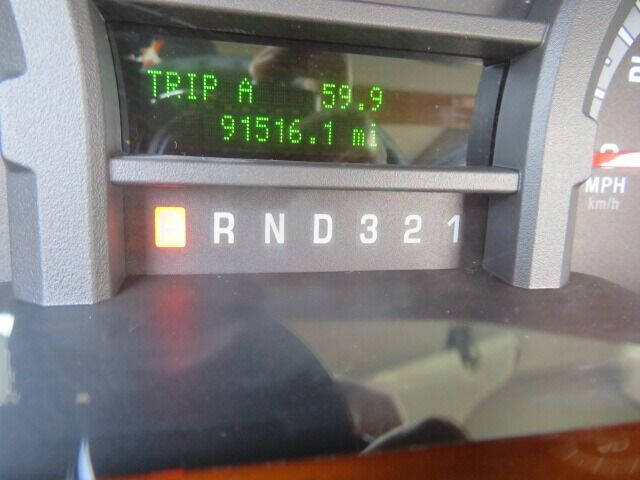 TRIP A 59.9
91516.1 mi
R N D 3 2 1
MPH
km/h